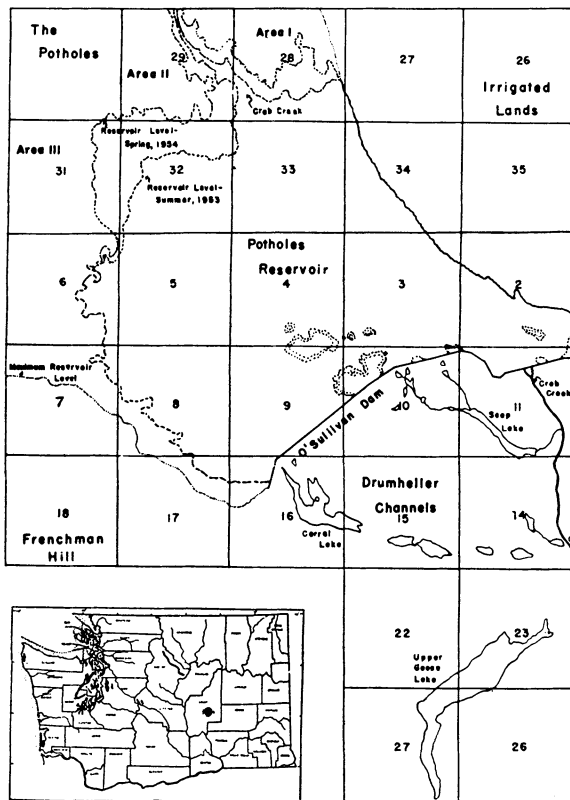 The
Potholes
Area I
29
28
27
26
Area II
Irrigated
Lands
Crab Creek
Reservoir Level-
Spring, 1954
Area III
31
32
33
34
35
Reservoir Level-
Summer, 1953
Potholes
Reservoir
6
5
4
3
2
Maximum Reservoir
Level
7
8
9
10
11
Crab
Creek
Seep
Lake
O'Sullivan Dam
Drumheller
Channels
18
17
16
15
14
Frenchman
Hill
Corral
Lake
22
23
Upper
Goose
Lake
27
26